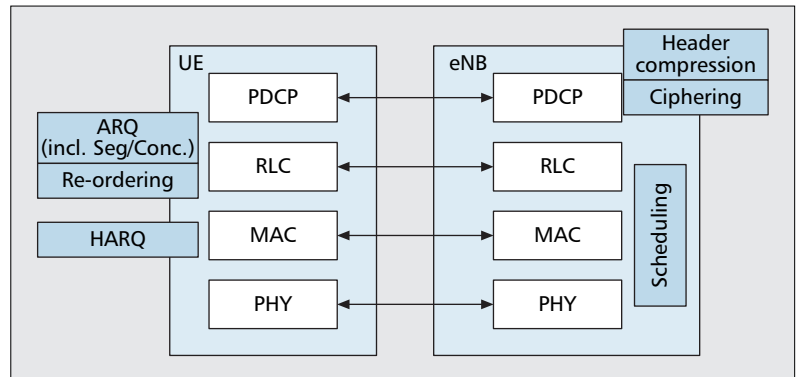 UE
eNB
Header
compression
Ciphering
PDCP
PDCP
ARQ
(incl. Seg/Conc.)
Re-ordering
RLC
RLC
Scheduling
HARQ
MAC
MAC
PHY
PHY